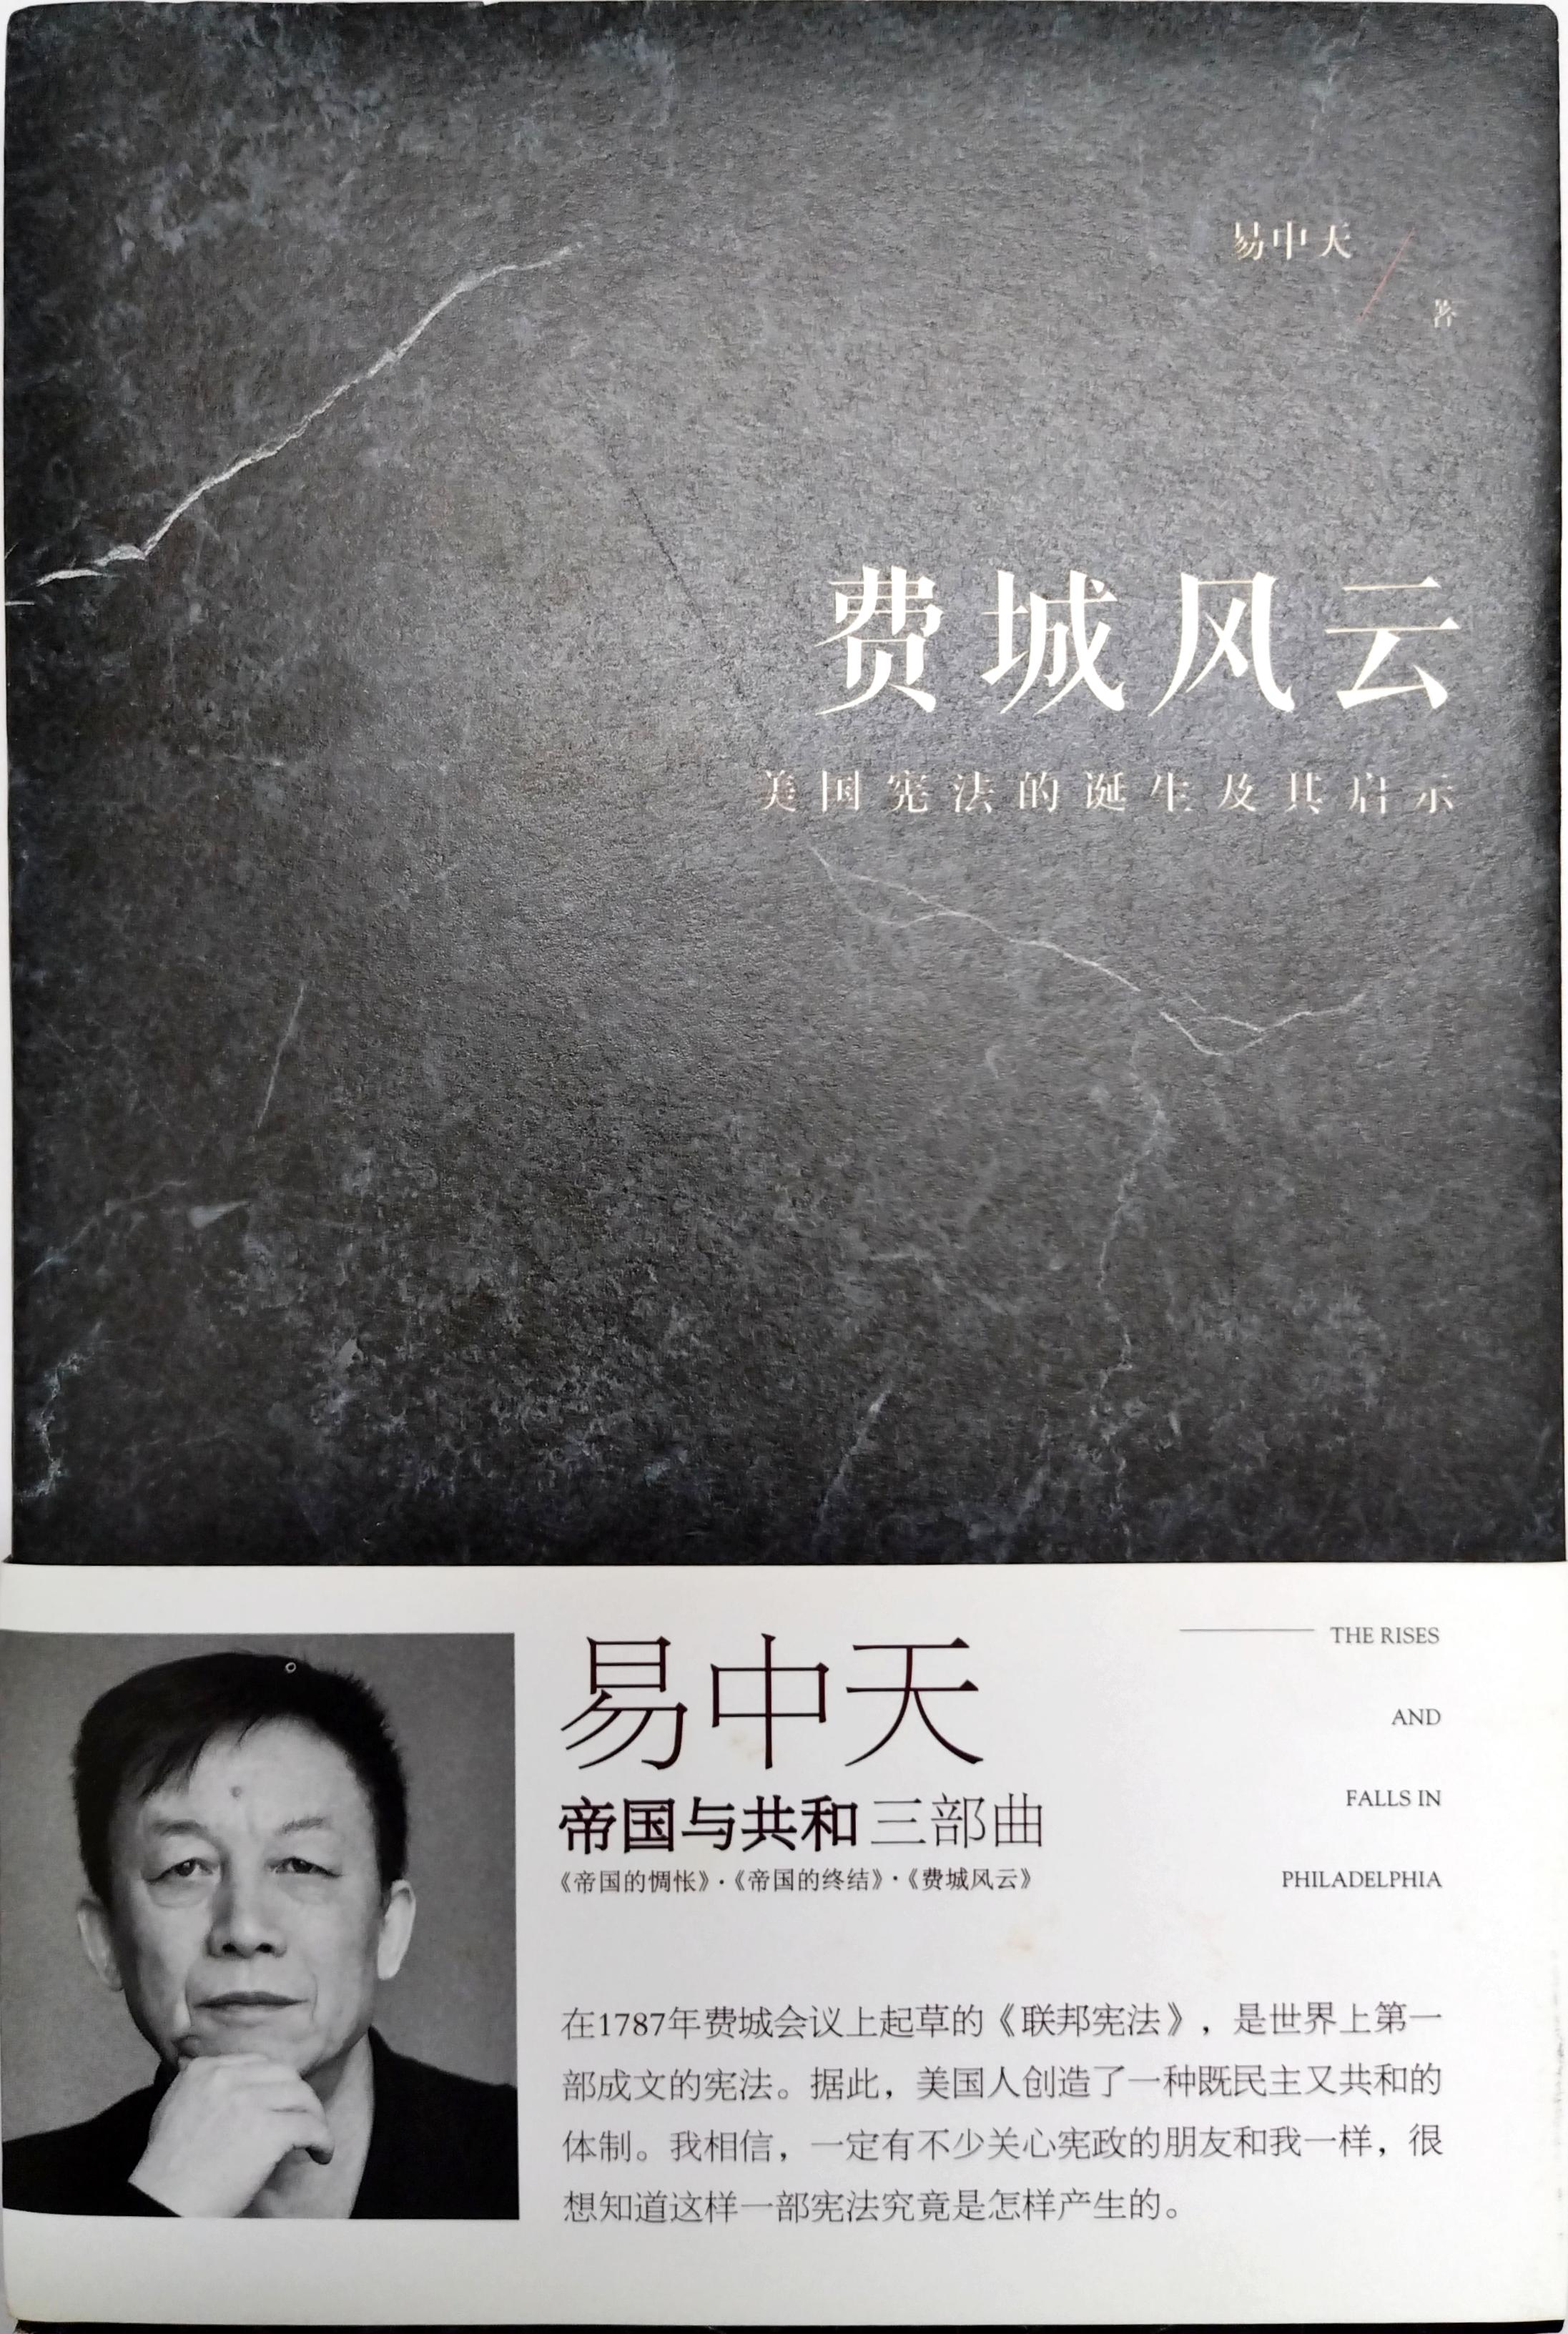 易中天
著
费城风云
美国宪法的诞生及其启示
易中天
帝国与共和三部曲
《帝国的惆怅》·《帝国的终结》·《费城风云》
THE RISES
AND
FALLS IN
PHILADELPHIA
在1787年费城会议上起草的《联邦宪法》，是世界上第一
部成文的宪法。据此，美国人创造了一种既民主又共和的
体制。我相信，一定有不少关心宪政的朋友和我一样，很
想知道这样一部宪法究竟是怎样产生的。